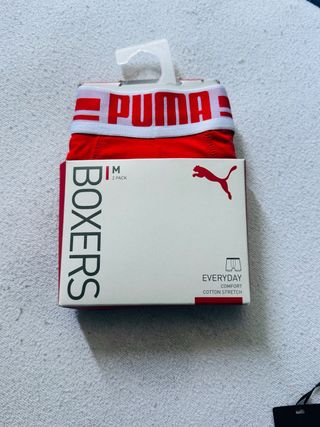 PUMA
BOXERS
M
2 PACK
EVERYDAY
COMFORT
COTTON STRETCH